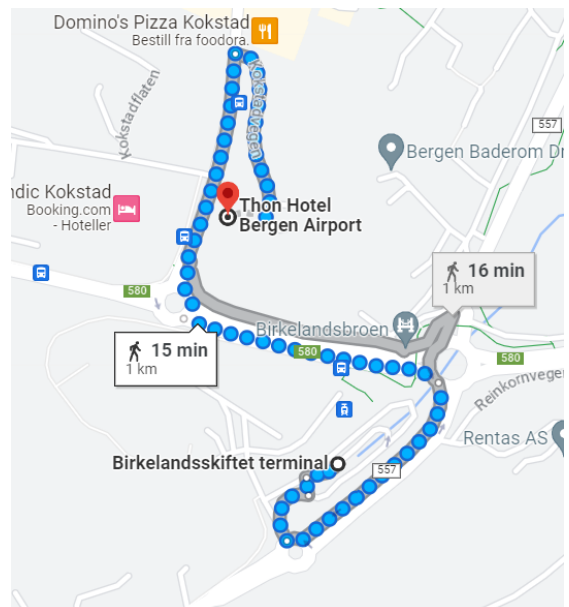 Domino's Pizza Kokstad
Bestill fra foodora.
Kokstadflaten
Kokstadvegen
557
Bergen Baderom Dr
ndic Kokstad
Booking.com
- Hoteller
Thon Hotel
Bergen Airport
580
16 min
1 km
Birkelandsbroen
15 min
1 km
580
580
Reinkornvegen
Rentas AS
Birkelandsskiftet terminal
557